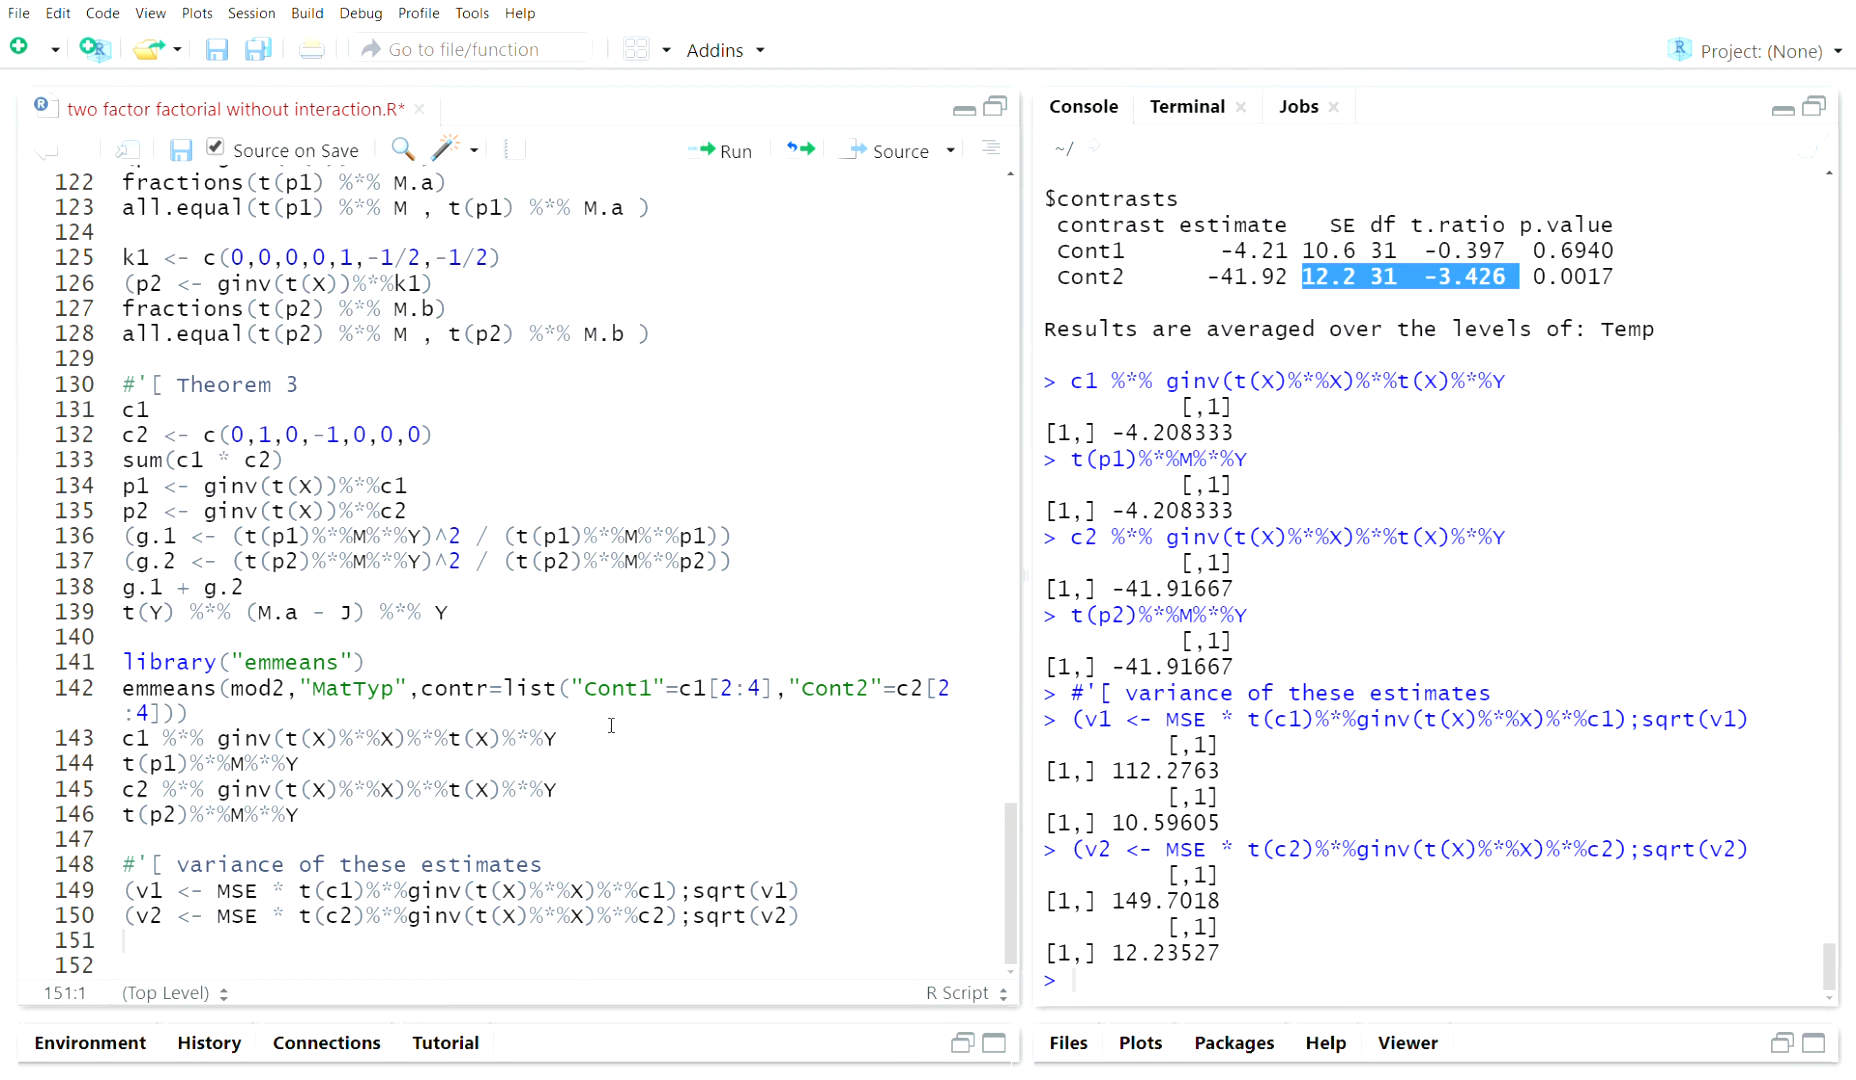 File Edit Code View Plots Session Build Debug Profile Tools Help
Go to file/function Addins Project: (None)
two factor factorial without interaction.R*
Source on Save Run Source
122 fractions(t(p1) %*% M.a)
123 all.equal(t(p1) %*% M , t(p1) %*% M.a )
124
125 k1 <- c(0,0,0,0,1,-1/2,-1/2)
126 (p2 <- ginv(t(X))%*%k1)
127 fractions(t(p2) %*% M.b)
128 all.equal(t(p2) %*% M , t(p2) %*% M.b )
129
130 #'[ Theorem 3
131 c1
132 c2 <- c(0,1,0,-1,0,0,0)
133 sum(c1 * c2)
134 p1 <- ginv(t(X))%*%c1
135 p2 <- ginv(t(X))%*%c2
136 (g.1 <- (t(p1)%*%M%*%Y)^2 / (t(p1)%*%M%*%p1))
137 (g.2 <- (t(p2)%*%M%*%Y)^2 / (t(p2)%*%M%*%p2))
138 g.1 + g.2
139 t(Y) %*% (M.a - J) %*% Y
140
141 library("emmeans")
142 emmeans(mod2,"MatTyp",contr=list("Cont1"=c1[2:4],"Cont2"=c2[2
:4]))
143 c1 %*% ginv(t(X)%*%X)%*%t(X)%*%Y
144 t(p1)%*%M%*%Y
145 c2 %*% ginv(t(X)%*%X)%*%t(X)%*%Y
146 t(p2)%*%M%*%Y
147
148 #'[ variance of these estimates
149 (v1 <- MSE * t(c1)%*%ginv(t(X)%*%X)%*%c1);sqrt(v1)
150 (v2 <- MSE * t(c2)%*%ginv(t(X)%*%X)%*%c2);sqrt(v2)
151
152
151:1 (Top Level) R Script
Environment History Connections Tutorial
Console Terminal Jobs
~/
$contrasts
contrast estimate SE df t.ratio p.value
Cont1 -4.21 10.6 31 -0.397 0.6940
Cont2 -41.92 12.2 31 -3.426 0.0017
Results are averaged over the levels of: Temp
> c1 %*% ginv(t(X)%*%X)%*%t(X)%*%Y
[,1]
[1,] -4.208333
> t(p1)%*%M%*%Y
[,1]
[1,] -4.208333
> c2 %*% ginv(t(X)%*%X)%*%t(X)%*%Y
[,1]
[1,] -41.91667
> t(p2)%*%M%*%Y
[,1]
[1,] -41.91667
> #'[ variance of these estimates
> (v1 <- MSE * t(c1)%*%ginv(t(X)%*%X)%*%c1);sqrt(v1)
[,1]
[1,] 112.2763
[,1]
[1,] 10.59605
> (v2 <- MSE * t(c2)%*%ginv(t(X)%*%X)%*%c2);sqrt(v2)
[,1]
[1,] 149.7018
[,1]
[1,] 12.23527
>
Files Plots Packages Help Viewer